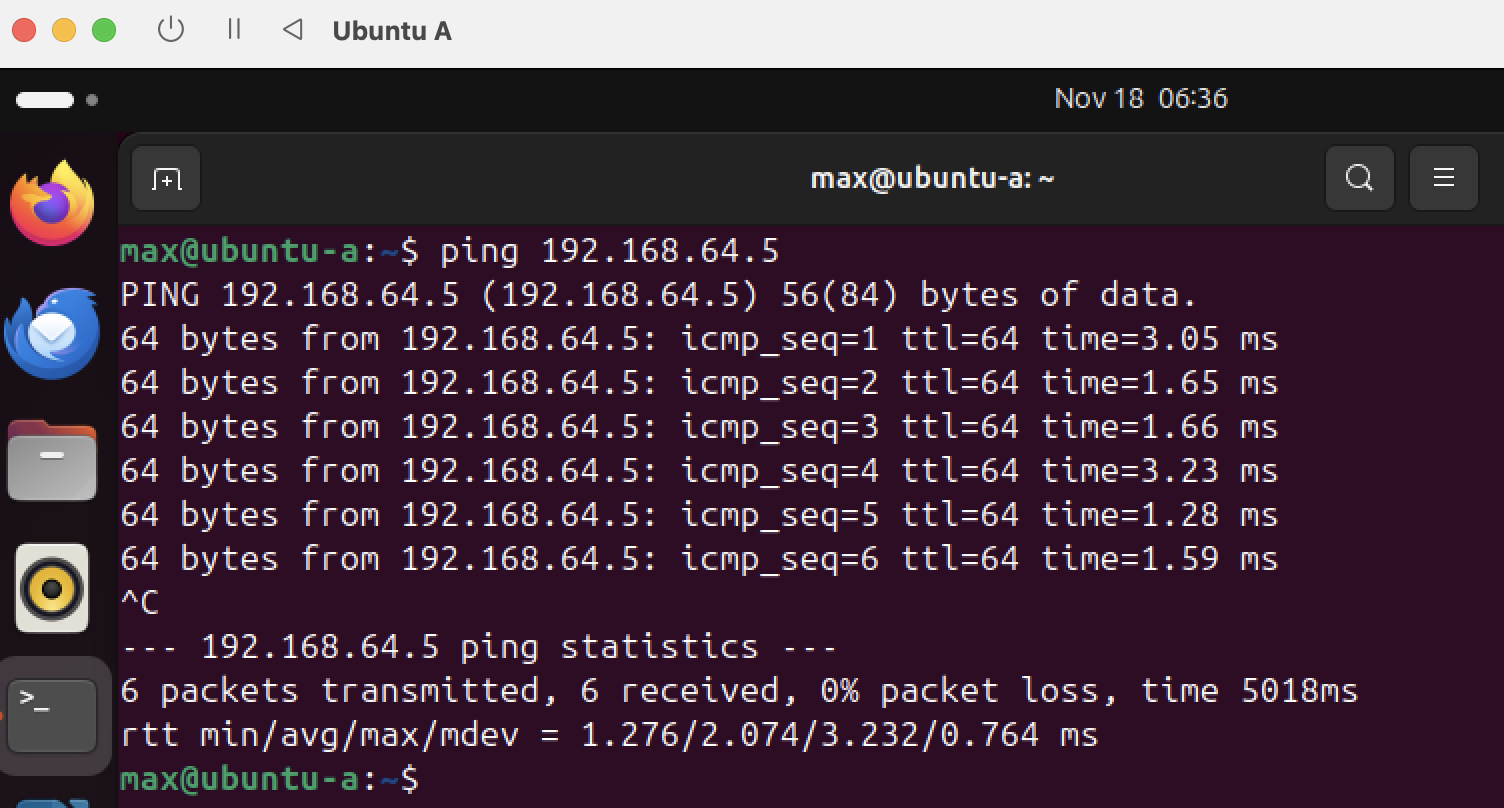 Ubuntu A
Nov 18 06:36
max@ubuntu-a: ~
max@ubuntu-a:~$ ping 192.168.64.5
PING 192.168.64.5 (192.168.64.5) 56(84) bytes of data.
64 bytes from 192.168.64.5: icmp_seq=1 ttl=64 time=3.05 ms
64 bytes from 192.168.64.5: icmp_seq=2 ttl=64 time=1.65 ms
64 bytes from 192.168.64.5: icmp_seq=3 ttl=64 time=1.66 ms
64 bytes from 192.168.64.5: icmp_seq=4 ttl=64 time=3.23 ms
64 bytes from 192.168.64.5: icmp_seq=5 ttl=64 time=1.28 ms
64 bytes from 192.168.64.5: icmp_seq=6 ttl=64 time=1.59 ms
^C
--- 192.168.64.5 ping statistics ---
6 packets transmitted, 6 received, 0% packet loss, time 5018ms
rtt min/avg/max/mdev = 1.276/2.074/3.232/0.764 ms
max@ubuntu-a:~$